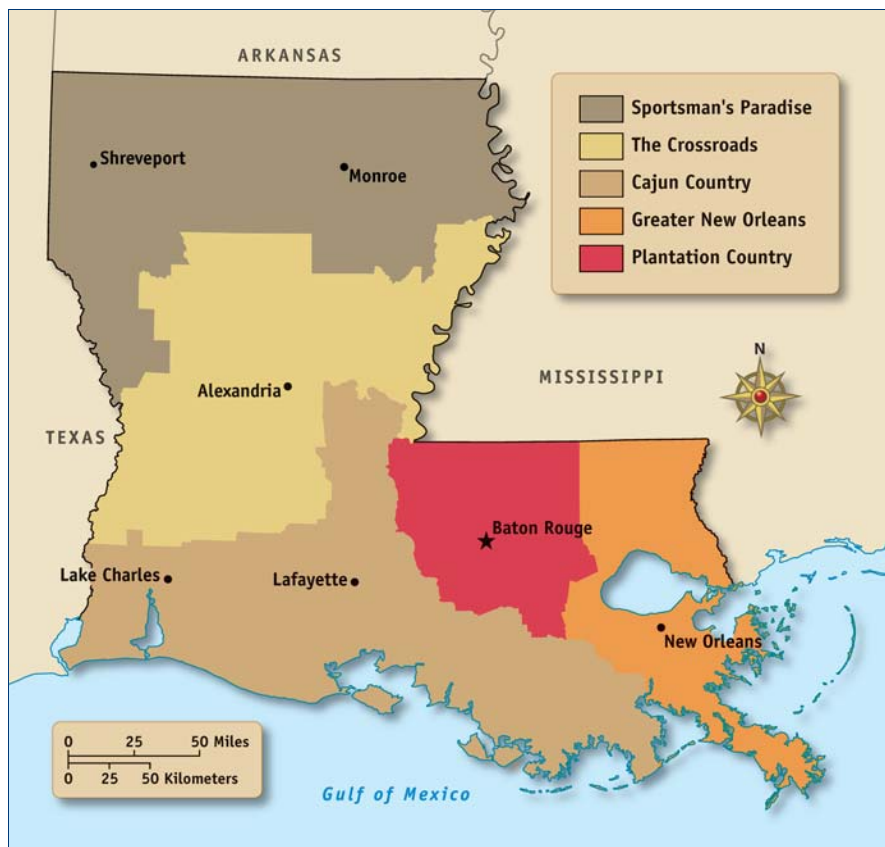 ARKANSAS
Sportsman's Paradise
The Crossroads
Cajun Country
Greater New Orleans
Plantation Country
Shreveport
Monroe
N
MISSISSIPPI
Alexandria
TEXAS
Baton Rouge
Lake Charles
Lafayette
New Orleans
0 25 50 Miles
0 25 50 Kilometers
Gulf of Mexico